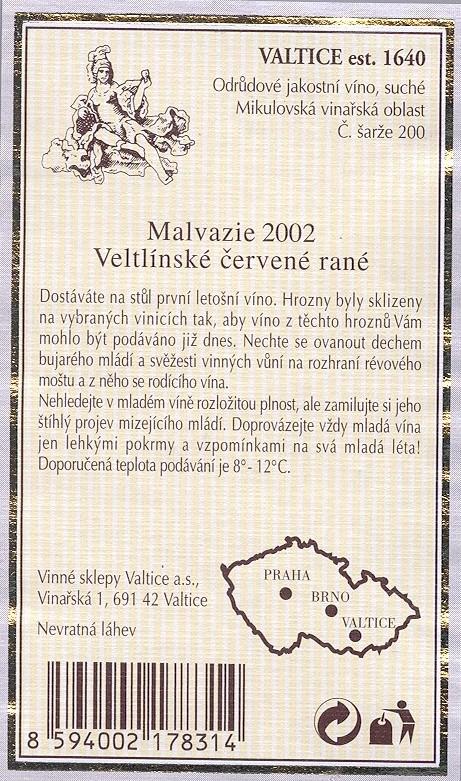 VALTICE est. 1640
Odrůdové jakostní víno, suché
Mikulovská vinařská oblast
Č. šarže 200
Malvazie 2002
Veltlínské červené rané
Dostáváte na stůl první letošní víno. Hrozny byly sklizeny
na vybraných vinicích tak, aby víno z těchto hroznů Vám
mohlo být podáváno již dnes. Nechte se ovanout dechem
bujarého mládí a svěžesti vinných vůní na rozhraní révového
moštu a z něho se rodícího vína.
Nehledejte v mladém víně rozložitou plnost, ale zamilujte si jeho
štíhlý projev mizejícího mládí. Doprovázejte vždy mladá vína
jen lehkými pokrmy a vzpomínkami na svá mladá léta!
Doporučená teplota podávání je 8°- 12°C.
Vinné sklepy Valtice a.s.,
Vinařská 1, 691 42 Valtice
Nevratná láhev
PRAHA
BRNO
VALTICE
8 594002 178314